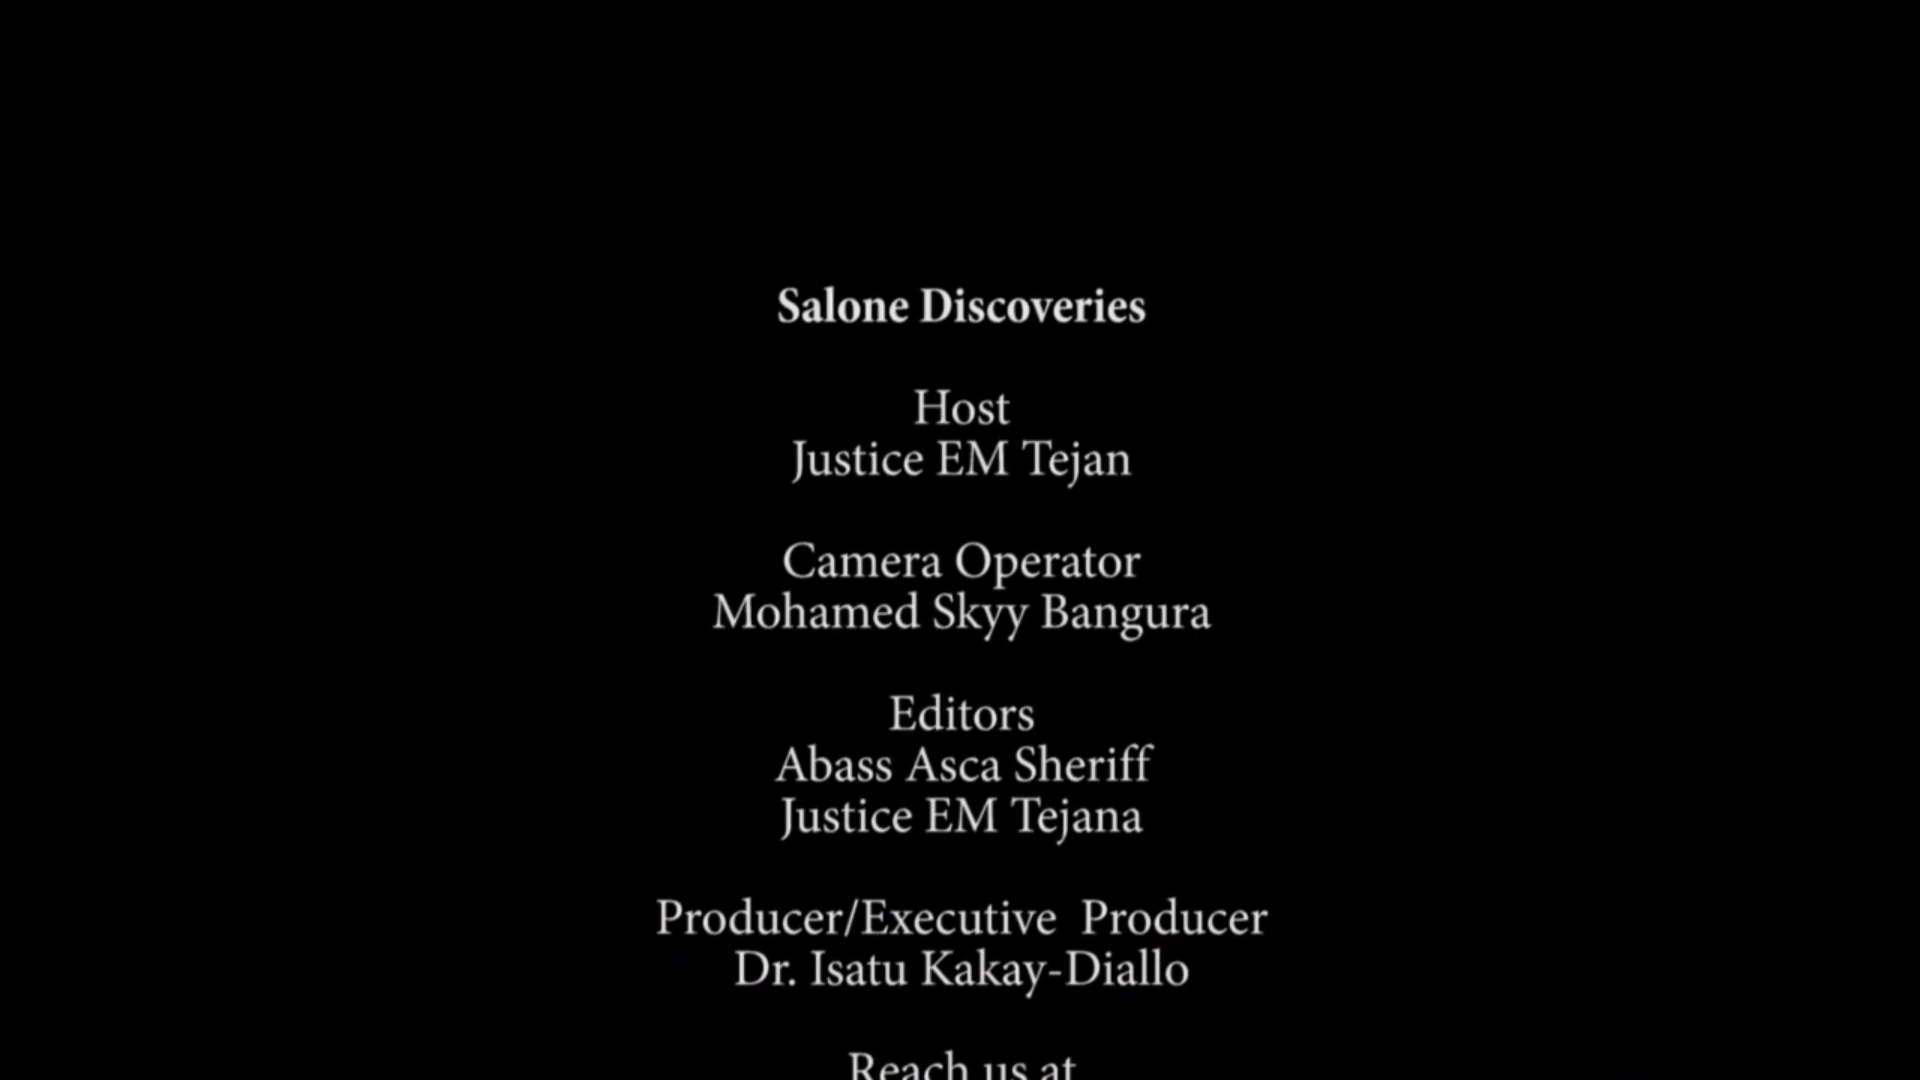 Salone Discoveries
Host
Justice EM Tejan
Camera Operator
Mohamed Skyy Bangura
Editors
Abass Asca Sheriff
Justice EM Tejana
Producer/Executive  Producer
Dr. Isatu Kakay-Diallo
Reach us at